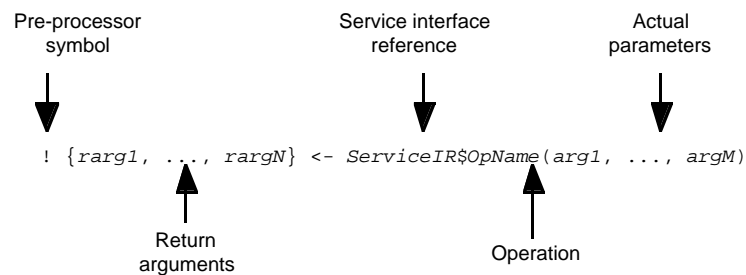 Pre-processor
symbol
Service interface
reference
Actual
parameters
! {rarg1, ..., rargN} <- ServiceIR$OpName(arg1, ..., argM)
Return
arguments
Operation